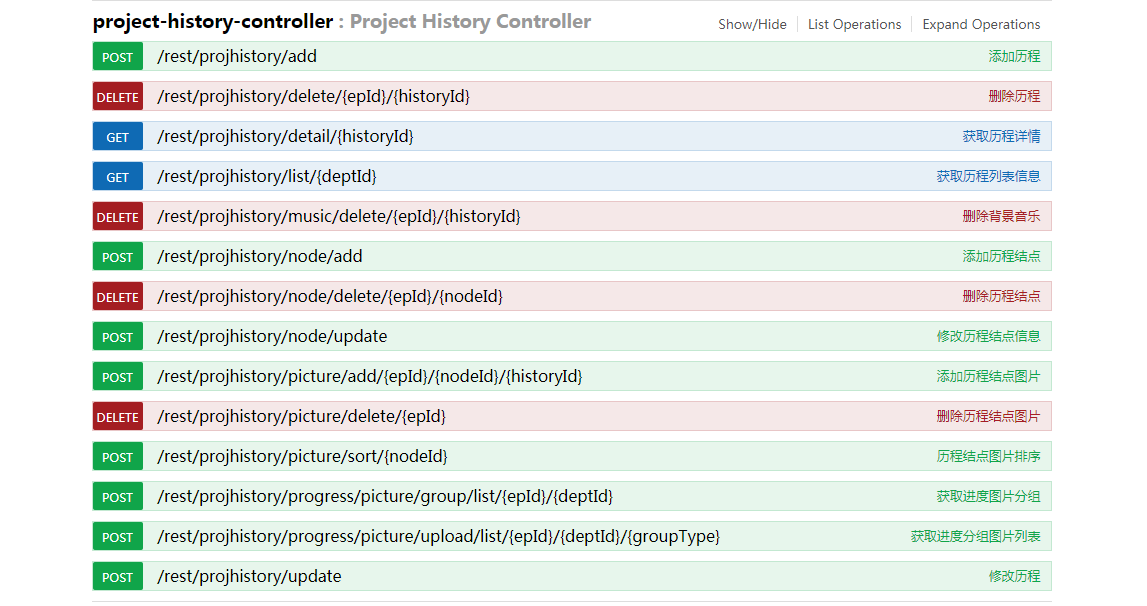 project-history-controller : Project History Controller Show/Hide List Operations Expand Operations
POST /rest/projhistory/add 添加历程
DELETE /rest/projhistory/delete/{epId}/{historyId} 删除历程
GET /rest/projhistory/detail/{historyId} 获取历程详情
GET /rest/projhistory/list/{deptId} 获取历程列表信息
DELETE /rest/projhistory/music/delete/{epId}/{historyId} 删除背景音乐
POST /rest/projhistory/node/add 添加历程结点
DELETE /rest/projhistory/node/delete/{epId}/{nodeId} 删除历程结点
POST /rest/projhistory/node/update 修改历程结点信息
POST /rest/projhistory/picture/add/{epId}/{nodeId}/{historyId} 添加历程结点图片
DELETE /rest/projhistory/picture/delete/{epId} 删除历程结点图片
POST /rest/projhistory/picture/sort/{nodeId} 历程结点图片排序
POST /rest/projhistory/progress/picture/group/list/{epId}/{deptId} 获取进度图片分组
POST /rest/projhistory/progress/picture/upload/list/{epId}/{deptId}/{groupType} 获取进度分组图片列表
POST /rest/projhistory/update 修改历程